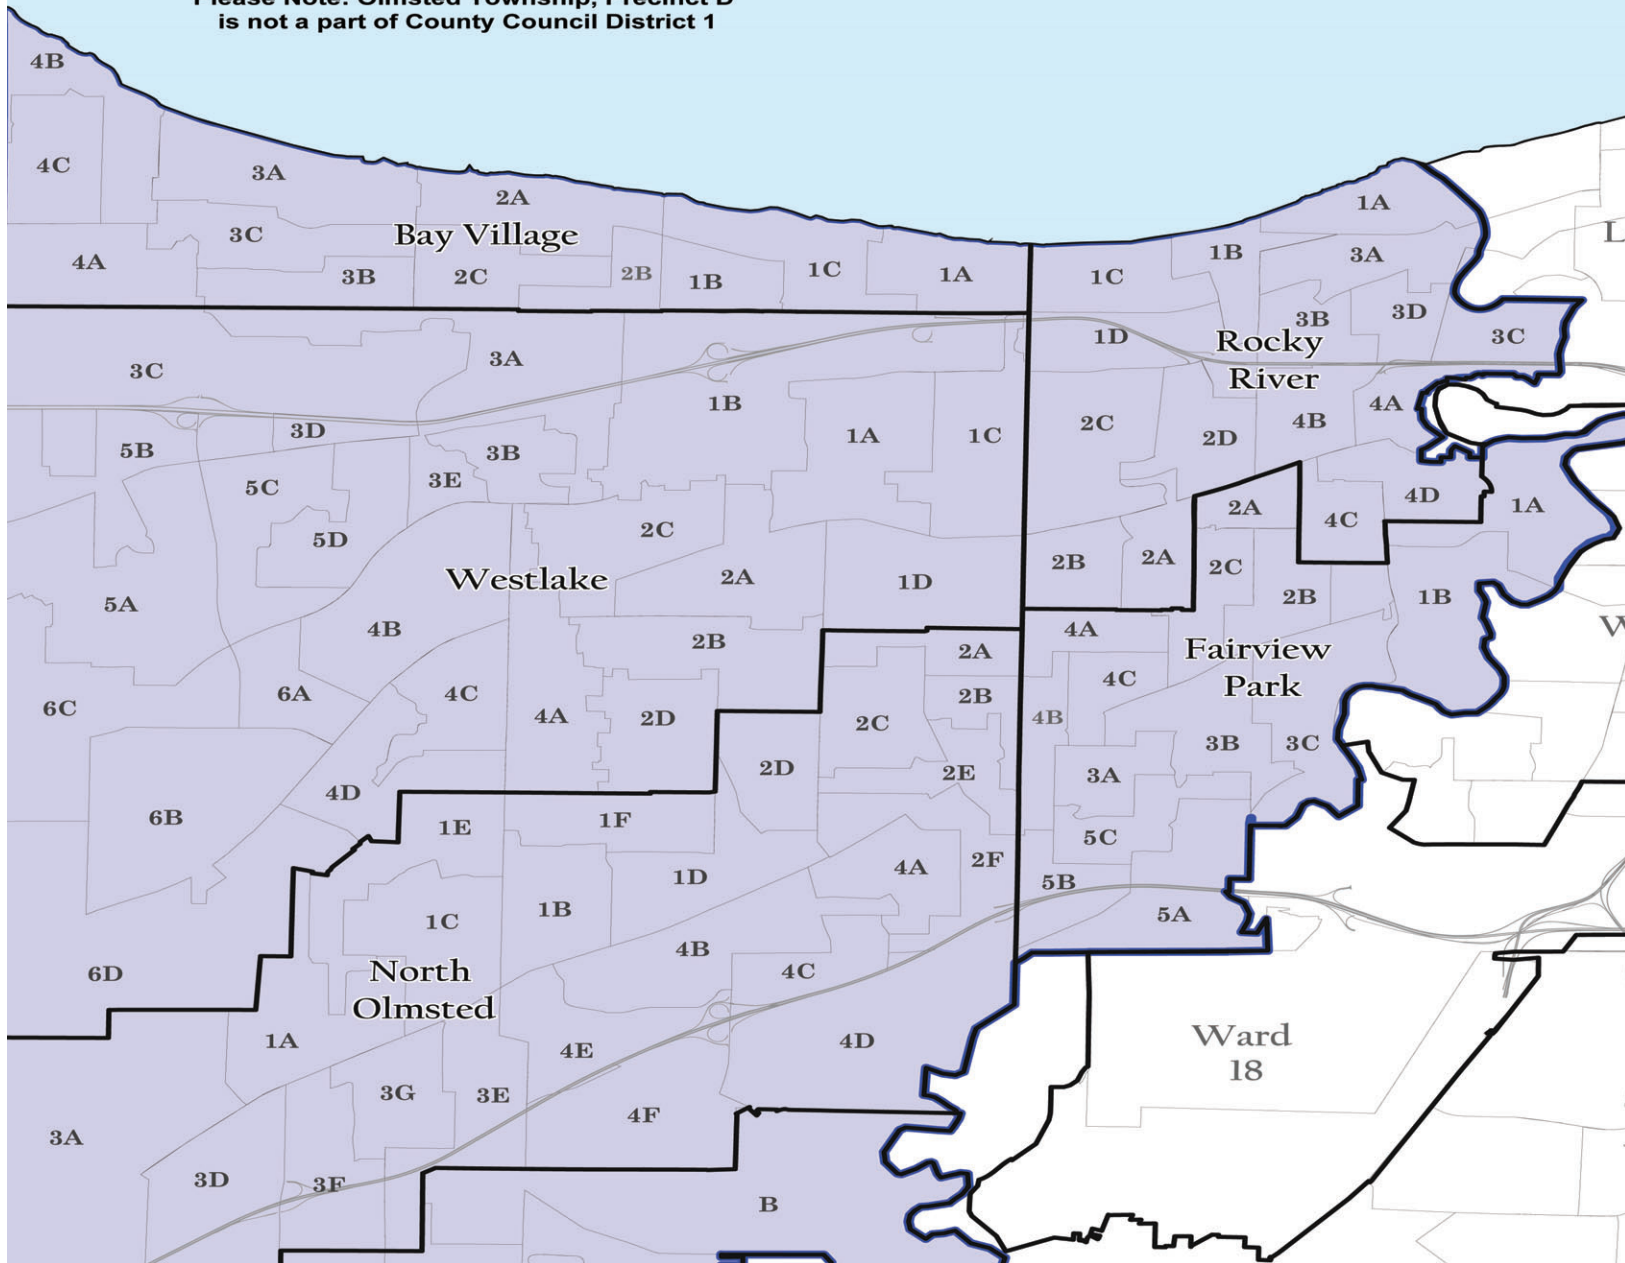 Please Note: Olmsted Township, Precinct D
is not a part of County Council District 1
4B
4C
3A
2A
1A
3C
Bay Village
1B
3A
4A
3B
2C
2B
1B
1C
1A
1C
3B
3D
3C
1D
Rocky
River
3C
3A
1B
4A
3D
1A
1C
2C
2D
4B
5B
3B
5C
3E
4D
2A
1A
4C
5D
2C
2B
2A
2C
Westlake
2A
1D
2B
1B
5A
4B
2B
2A
4A
Fairview
Park
6C
6A
4C
4A
2D
2C
2B
4C
4B
3B
3C
2D
2E
3A
4D
6B
1E
1F
5C
4A
2F
1D
5B
1C
1B
5A
4B
4C
6D
North
Olmsted
1A
4E
4D
Ward
18
3G
3E
4F
3A
3D
3F
B